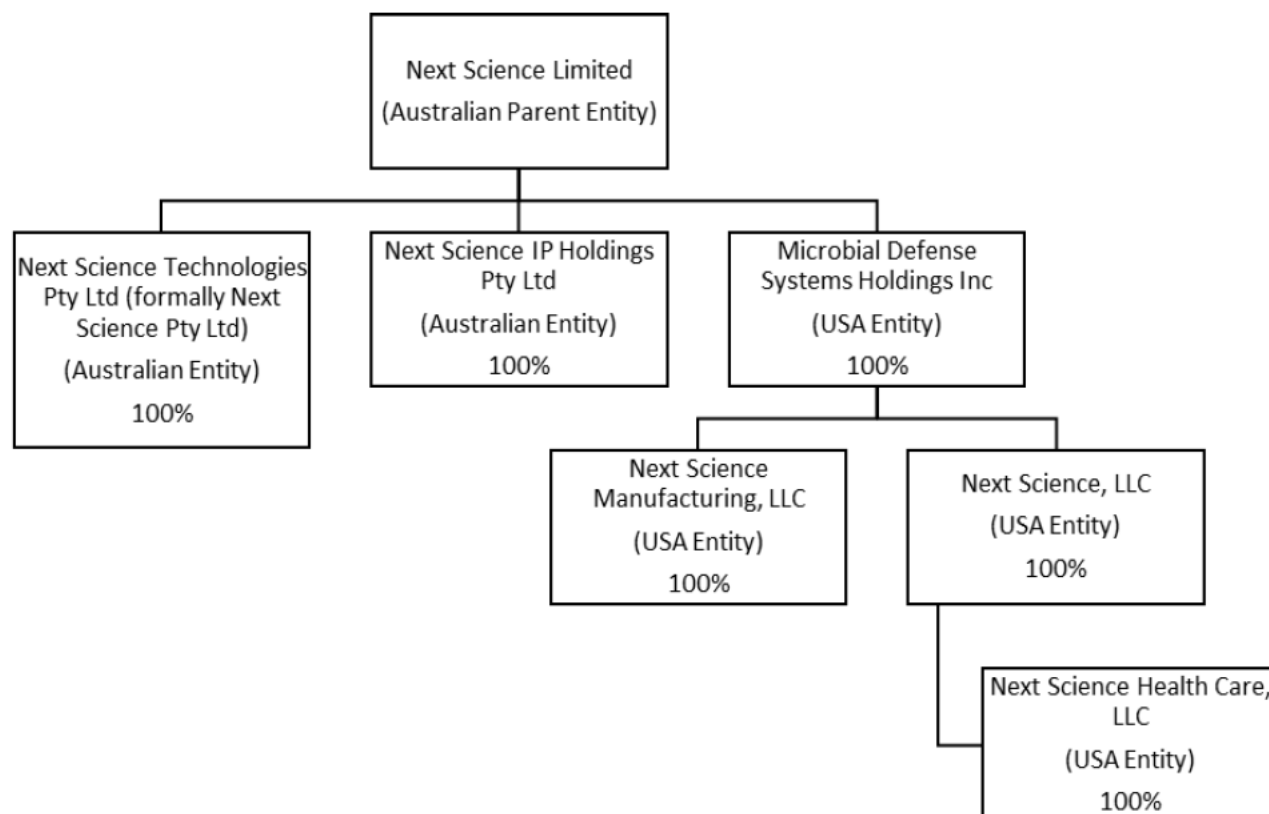 Next Science Limited
(Australian Parent Entity)
Next Science Technologies
Pty Ltd (formally Next
Science Pty Ltd)
(Australian Entity)
100%
Next Science IP Holdings
Pty Ltd
(Australian Entity)
100%
Microbial Defense
Systems Holdings Inc
(USA Entity)
100%
Next Science
Manufacturing, LLC
(USA Entity)
100%
Next Science, LLC
(USA Entity)
100%
Next Science Health Care,
LLC
(USA Entity)
100%